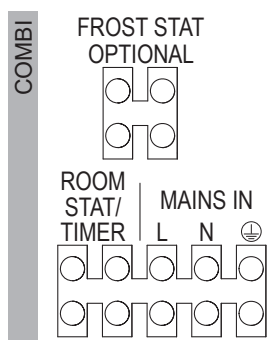 COMBI
FROST STAT
OPTIONAL
ROOM
STAT/
TIMER
MAINS IN
L N